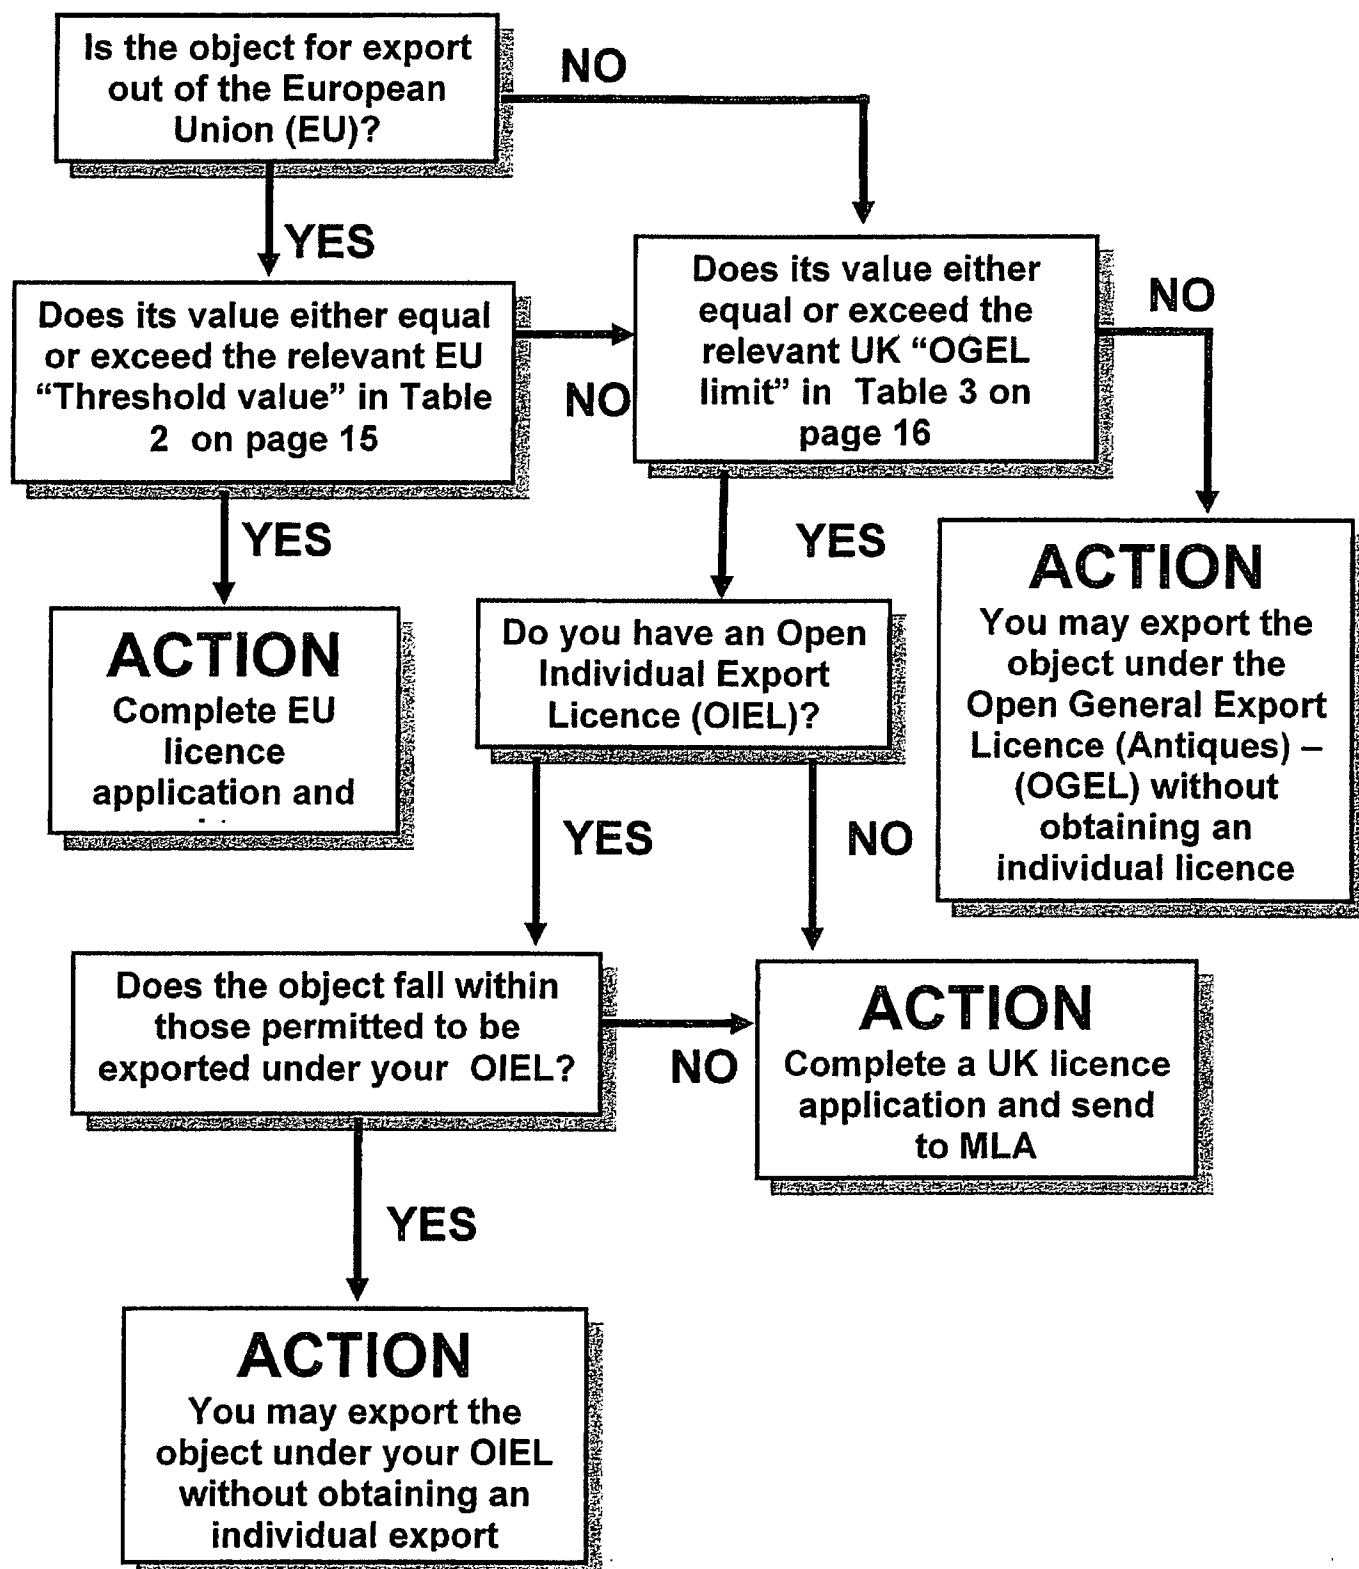 Is the object for export
out of the European
Union (EU)?
NO
YES
Does its value either equal
or exceed the relevant EU
“Threshold value” in Table
2 on page 15
NO
Does its value either
equal or exceed the
relevant UK “OGEL
limit” in Table 3 on
page 16
NO
YES
YES
ACTION
Complete EU
licence
application and
Do you have an Open
Individual Export
Licence (OIEL)?
ACTION
You may export the
object under the
Open General Export
Licence (Antiques) –
(OGEL) without
obtaining an
individual licence
YES
NO
Does the object fall within
those permitted to be
exported under your OIEL?
NO
ACTION
Complete a UK licence
application and send
to MLA
YES
ACTION
You may export the
object under your OIEL
without obtaining an
individual export